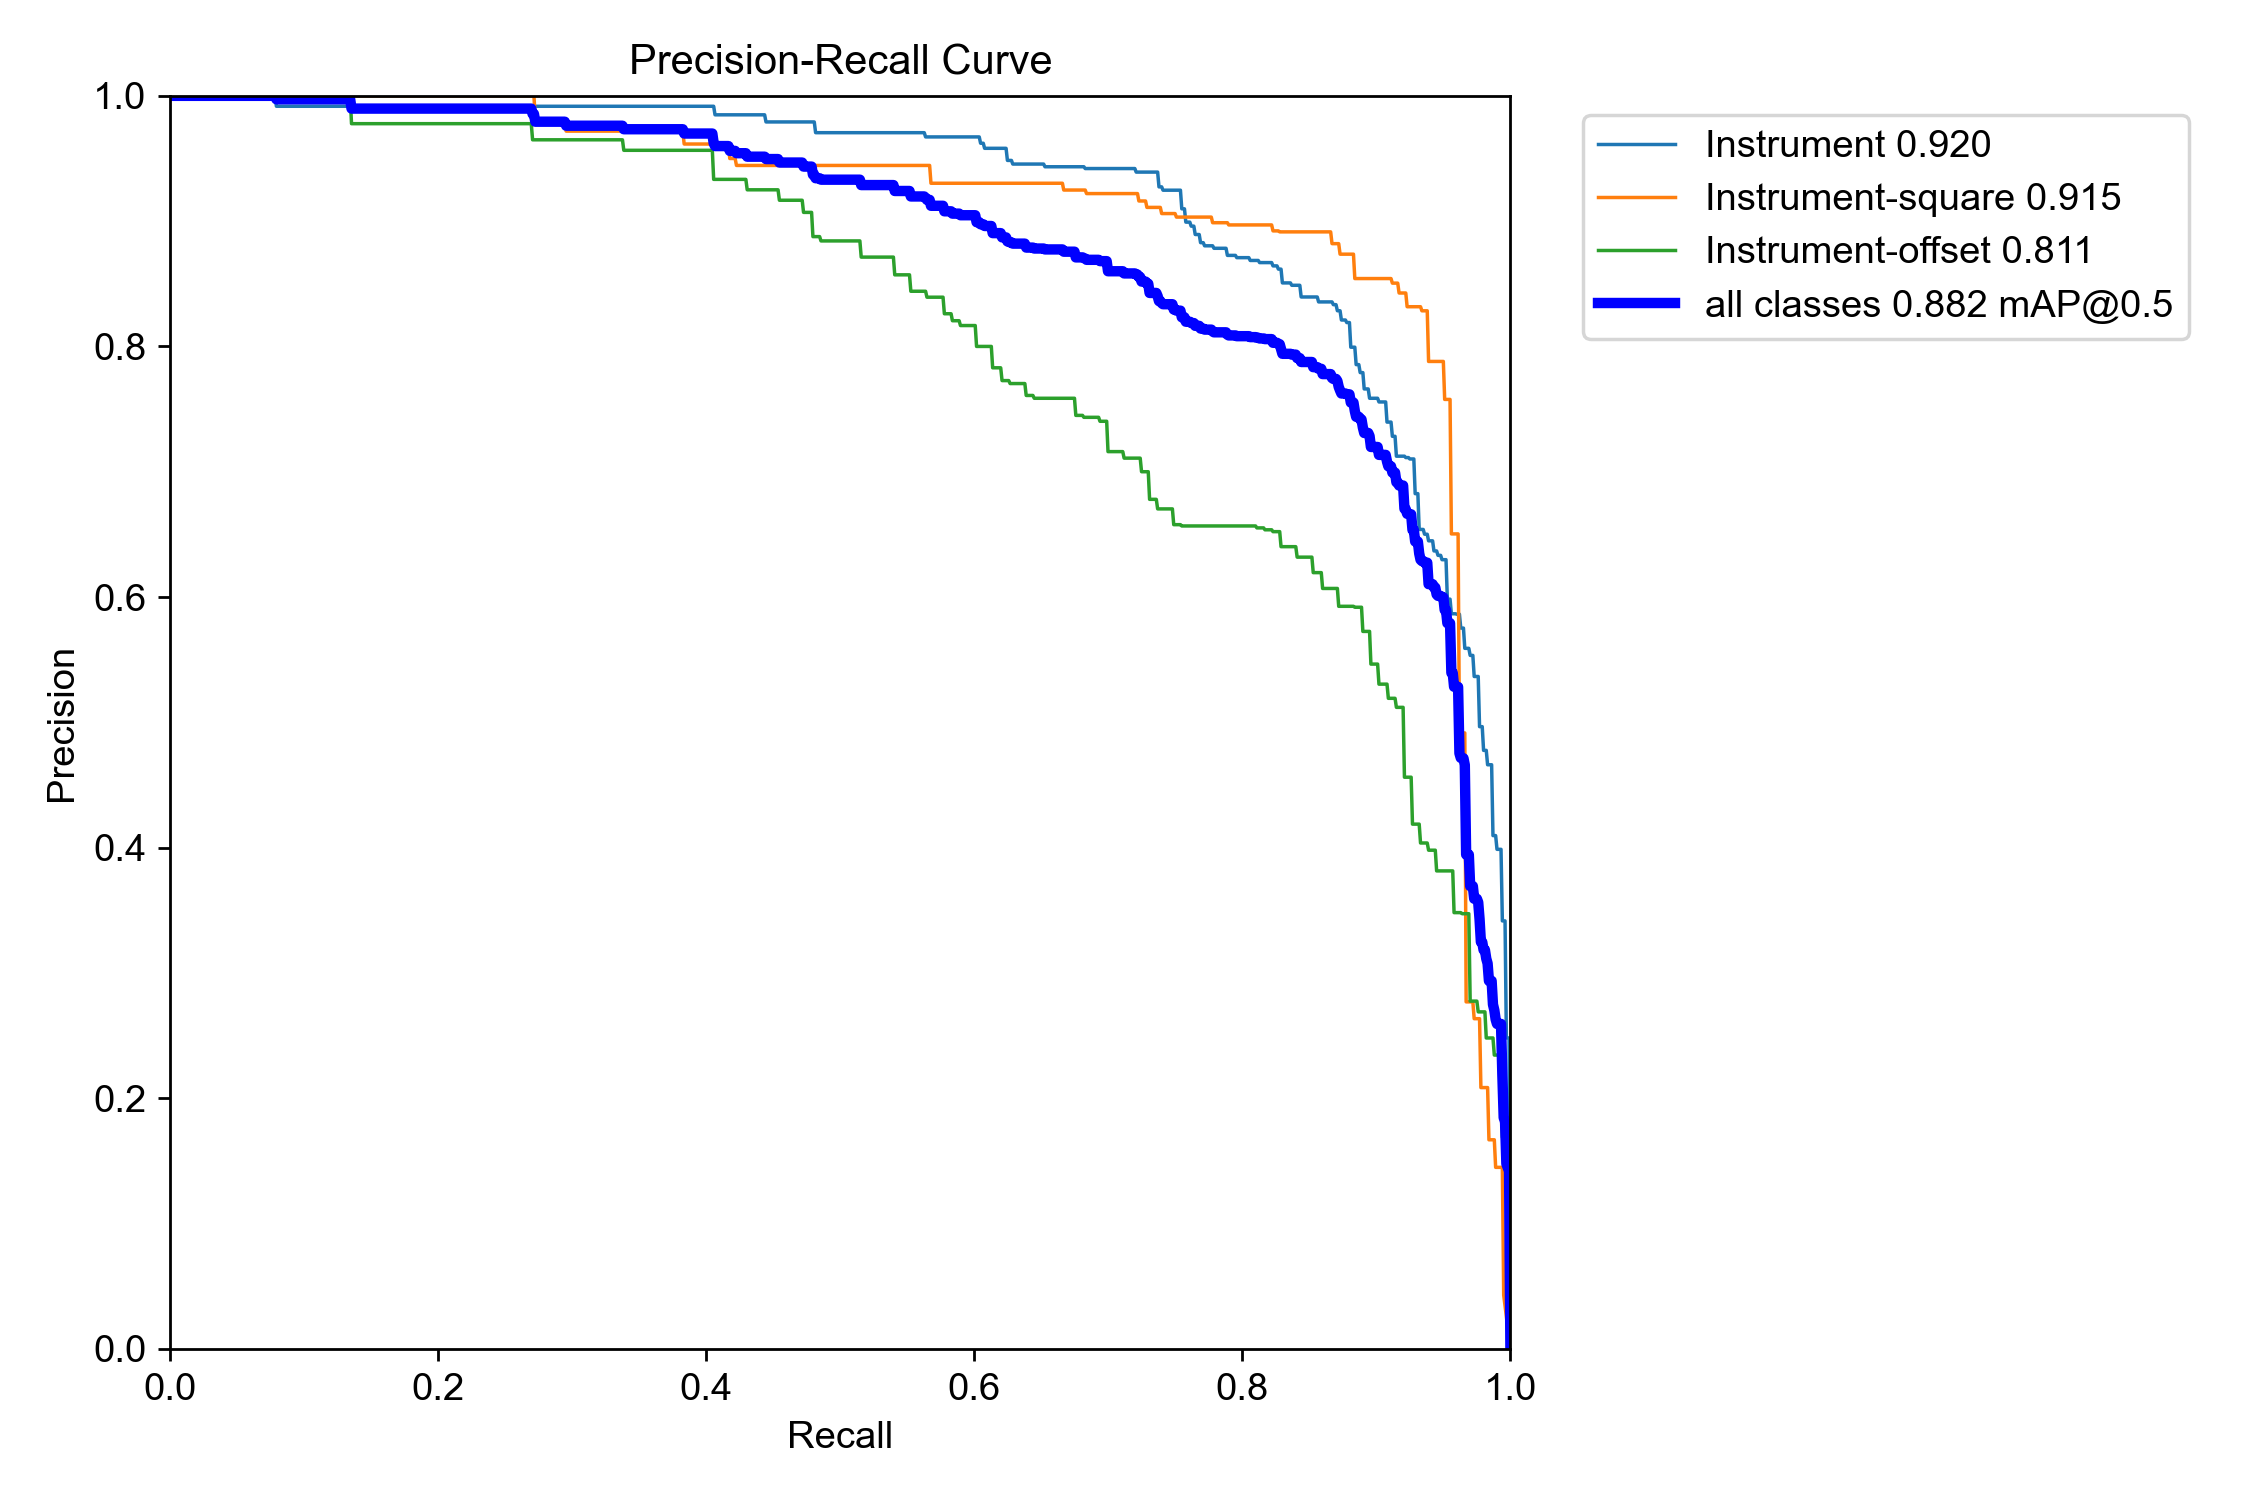 Precision-Recall Curve
1.0
0.8
0.6
0.4
0.2
0.0
Precision
0.0 0.2 0.4 0.6 0.8 1.0
Recall
Instrument 0.920
Instrument-square 0.915
Instrument-offset 0.811
all classes 0.882 mAP@0.5